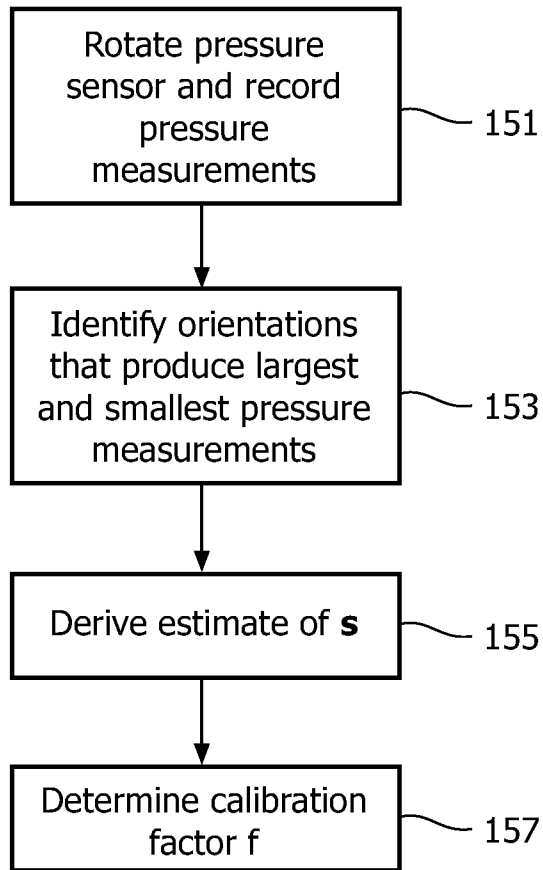 Rotate pressure
sensor and record
pressure
measurements
151
Identify orientations
that produce largest
and smallest pressure
measurements
153
Derive estimate of s
155
Determine calibration
factor f
157